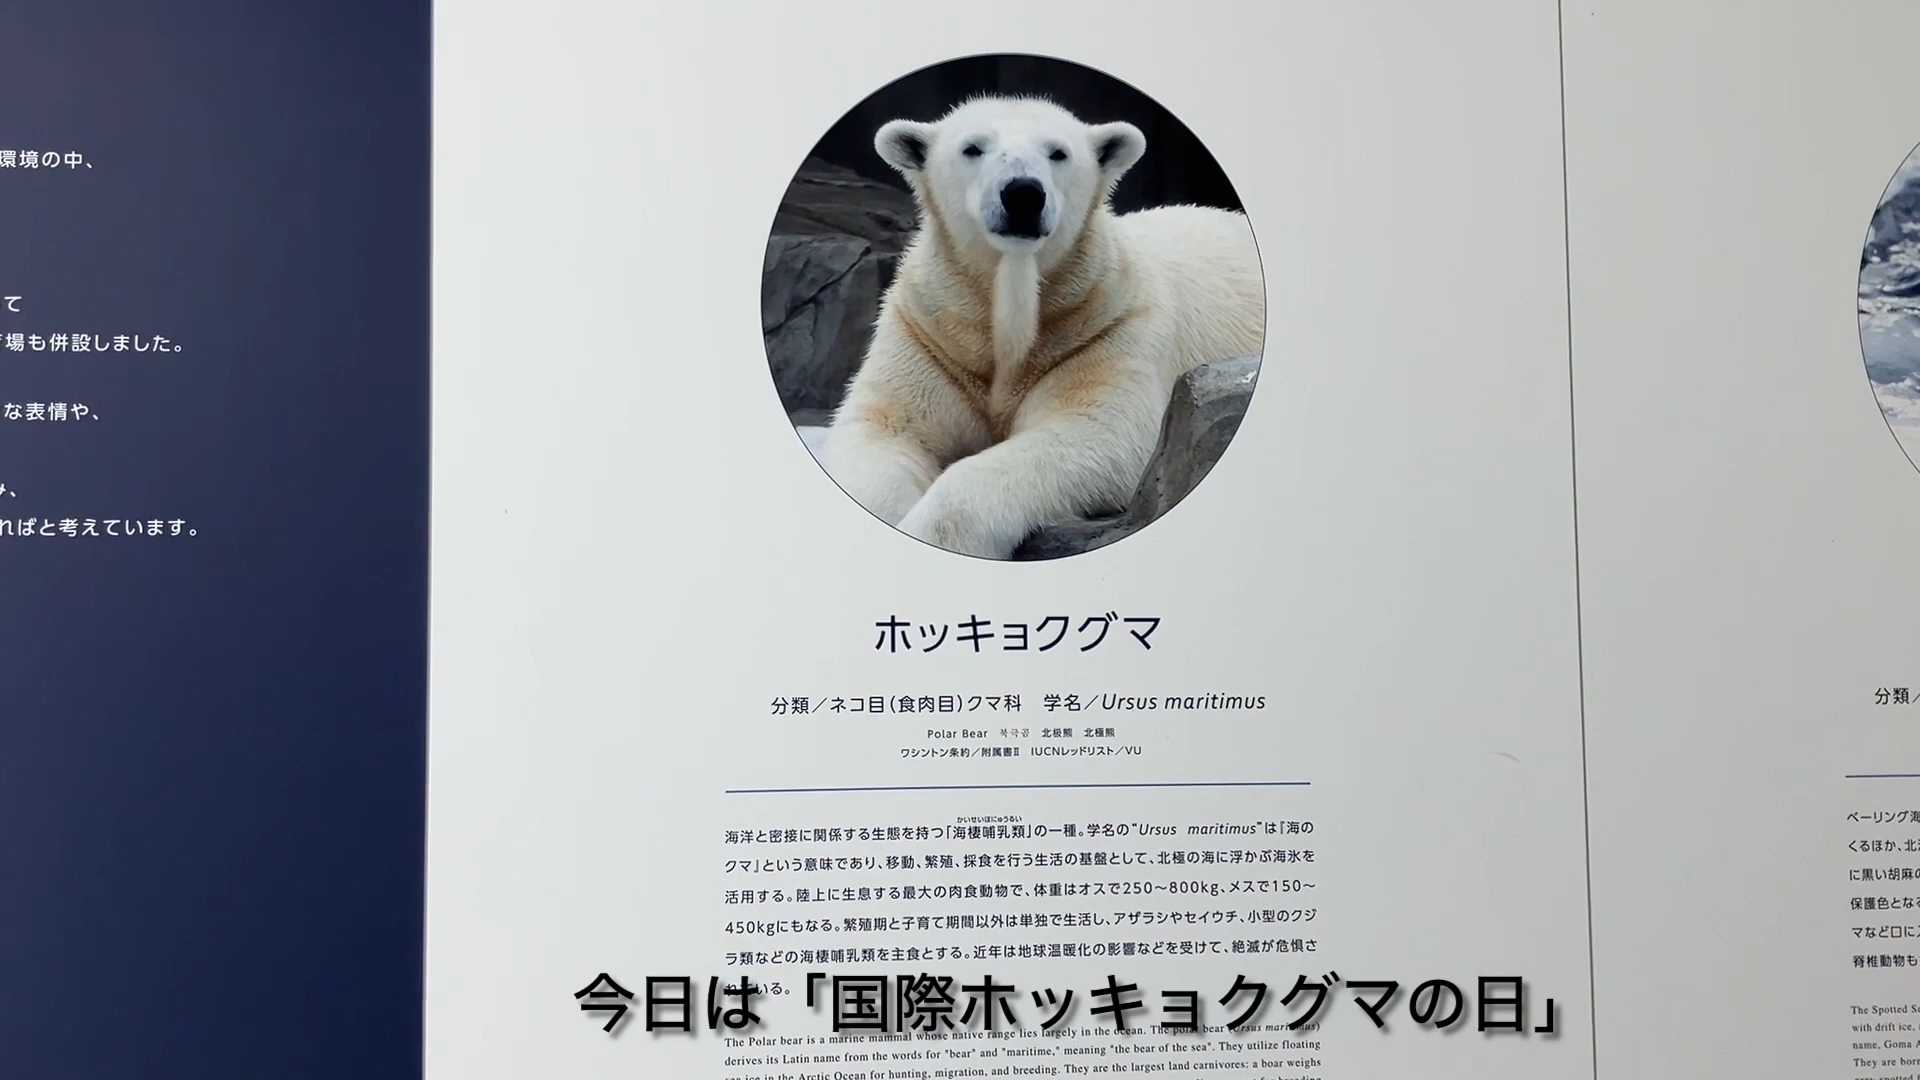 環境の中、
て
場も併設しました。
な表情や、
み、
ればと考えています。
ホッキョクグマ
分類／ネコ目（食肉目）クマ科　学名／Ursus maritimus
Polar Bear　북극곰　北极熊　北極熊
ワシントン条約／附属書Ⅱ　IUCNレッドリスト／VU
かいせいほにゅうるい
海洋と密接に関係する生態を持つ「海棲哺乳類」の一種。学名の“Ursus maritimus”は『海の
クマ』という意味であり、移動、繁殖、採食を行う生活の基盤として、北極の海に浮かぶ海氷を
活用する。陸上に生息する最大の肉食動物で、体重はオスで250～800kg、メスで150～
450kgにもなる。繁殖期と子育て期間以外は単独で生活し、アザラシやセイウチ、小型のクジ
ラ類などの海棲哺乳類を主食とする。近年は地球温暖化の影響などを受けて、絶滅が危惧さ
れている。
The Polar bear is a marine mammal whose native range lies largely in the ocean. The polar bear (Ursus maritimus)
derives its Latin name from the words for "bear" and "maritime," meaning "the bear of the sea". They utilize floating
sea ice in the Arctic Ocean for hunting, migration, and breeding. They are the largest land carnivores: a boar weighs
for breeding
分類／
ベーリング海
くるほか、北
に黒い胡麻の
保護色となる
マなど口に
脊椎動物も
The Spotted Se
with drift ice,
name, Goma A
They are born
gray spotted
今日は「国際ホッキョクグマの日」